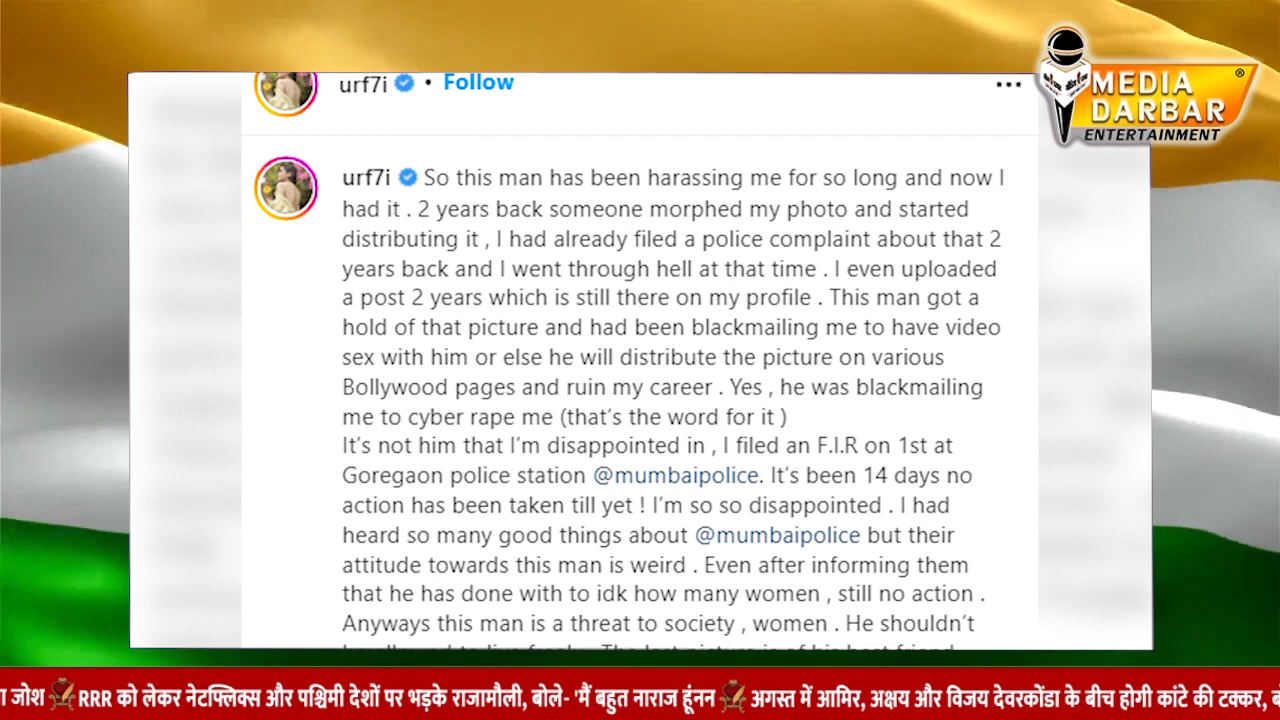 MEDIA
DARBAR
ENTERTAINMENT
®
urf7i • Follow
urf7i So this man has been harassing me for so long and now I
had it . 2 years back someone morphed my photo and started
distributing it , I had already filed a police complaint about that 2
years back and I went through hell at that time . I even uploaded
a post 2 years which is still there on my profile . This man got a
hold of that picture and had been blackmailing me to have video
sex with him or else he will distribute the picture on various
Bollywood pages and ruin my career . Yes , he was blackmailing
me to cyber rape me (that’s the word for it )
It’s not him that I’m disappointed in , I filed an F.I.R on 1st at
Goregaon police station @mumbaipolice. It’s been 14 days no
action has been taken till yet ! I’m so so disappointed . I had
heard so many good things about @mumbaipolice but their
attitude towards this man is weird . Even after informing them
that he has done with to idk how many women , still no action .
Anyways this man is a threat to society , women . He shouldn’t
जोश RRR को लेकर नेटफ्लिक्स और पश्चिमी देशों पर भड़के राजामौली, बोले- 'मैं बहुत नाराज हूंनन अगस्त में आमिर, अक्षय और विजय देवरकोंडा के बीच होगी कांटे की टक्कर,